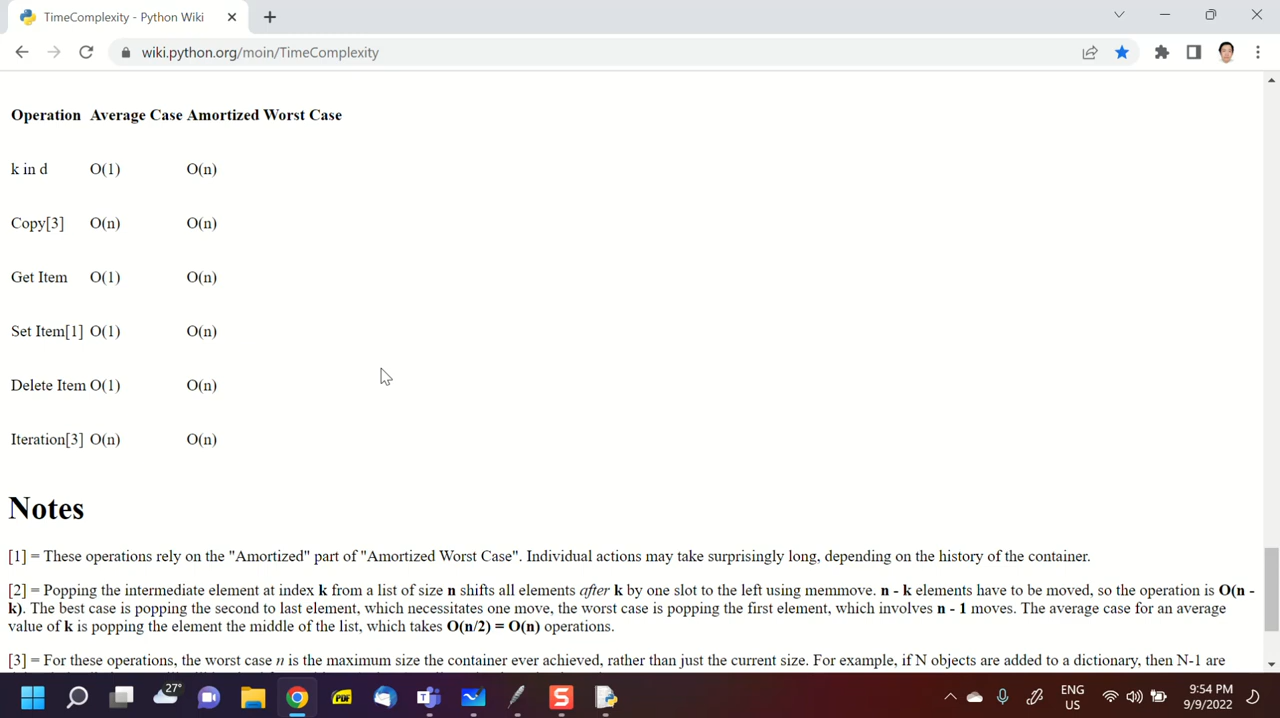 TimeComplexity - Python Wiki
wiki.python.org/moin/TimeComplexity
Operation Average Case Amortized Worst Case
k in d O(1) O(n)
Copy[3] O(n) O(n)
Get Item O(1) O(n)
Set Item[1] O(1) O(n)
Delete Item O(1) O(n)
Iteration[3] O(n) O(n)
Notes
[1] = These operations rely on the "Amortized" part of "Amortized Worst Case". Individual actions may take surprisingly long, depending on the history of the container.
[2] = Popping the intermediate element at index k from a list of size n shifts all elements after k by one slot to the left using memmove. n - k elements have to be moved, so the operation is O(n -
k). The best case is popping the second to last element, which necessitates one move, the worst case is popping the first element, which involves n - 1 moves. The average case for an average
value of k is popping the element the middle of the list, which takes O(n/2) = O(n) operations.
[3] = For these operations, the worst case n is the maximum size the container ever achieved, rather than just the current size. For example, if N objects are added to a dictionary, then N-1 are
27°
PDF
T
S
ENG
US
9:54 PM
9/9/2022